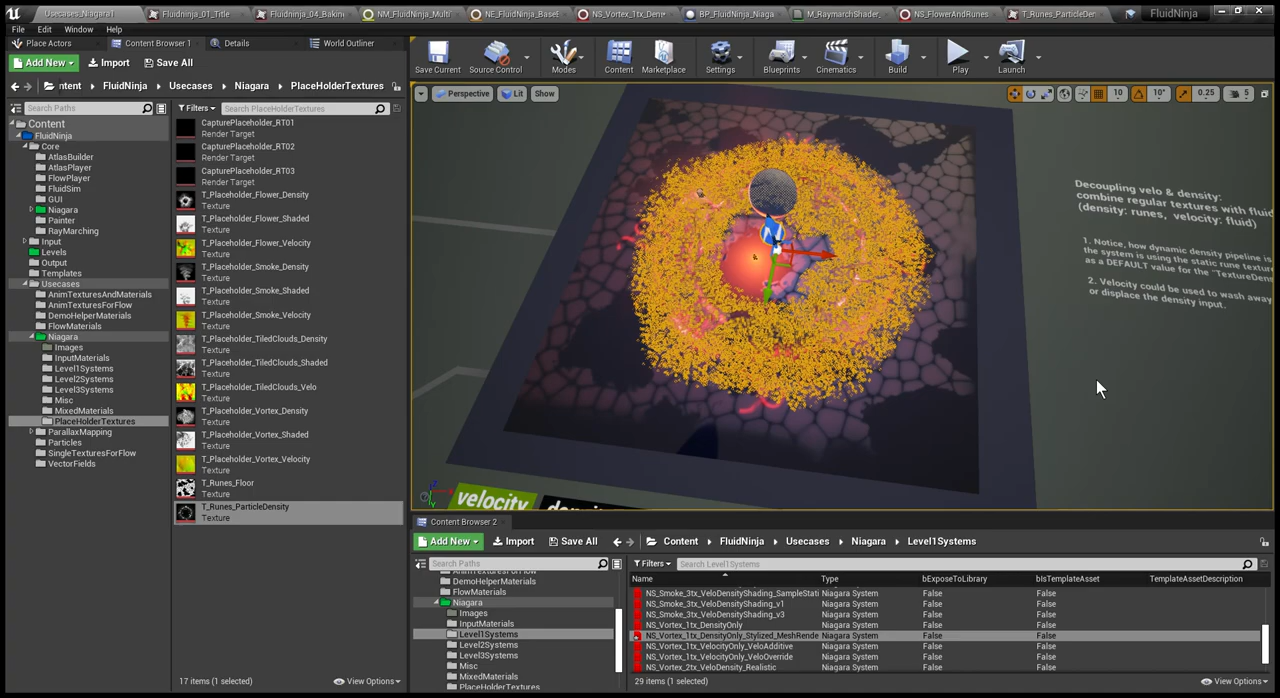 Usecases_Niagara1
Fluidninja_01_Title
Fluidninja_04_Bakin
NM_FluidNinja_Multi
NE_FluidNinja_Base
NS_Vortex_1tx_Den
BP_FluidNinja_Niaga
M_RaymarchShader_
NS_FlowerAndRunes
T_Runes_ParticleDen
FluidNinja
File Edit Window Help
Place Actors
Content Browser 1
Details
World Outliner
Add New
Import
Save All
ntent FluidNinja Usecases Niagara PlaceHolderTextures
Search Paths
Filters
Search PlaceHolderTextures
Content
FluidNinja
Core
AtlasBuilder
AtlasPlayer
FlowPlayer
FluidSim
GUI
Niagara
Painter
RayMarching
Input
Levels
Output
Templates
Usecases
AnimTexturesAndMaterials
AnimTexturesForFlow
DemoHelperMaterials
FlowMaterials
Niagara
Images
InputMaterials
Level1Systems
Level2Systems
Level3Systems
Misc
MixedMaterials
PlaceHolderTextures
ParallaxMapping
Particles
SingleTexturesForFlow
VectorFields
CapturePlaceholder_RT01
Render Target
CapturePlaceholder_RT02
Render Target
CapturePlaceholder_RT03
Render Target
T_Placeholder_Flower_Density
Texture
T_Placeholder_Flower_Shaded
Texture
T_Placeholder_Flower_Velocity
Texture
T_Placeholder_Smoke_Density
Texture
T_Placeholder_Smoke_Shaded
Texture
T_Placeholder_Smoke_Velocity
Texture
T_Placeholder_TiledClouds_Density
Texture
T_Placeholder_TiledClouds_Shaded
Texture
T_Placeholder_TiledClouds_Velo
Texture
T_Placeholder_Vortex_Density
Texture
T_Placeholder_Vortex_Shaded
Texture
T_Placeholder_Vortex_Velocity
Texture
T_Runes_Floor
Texture
T_Runes_ParticleDensity
Texture
17 items (1 selected)
View Options
Save Current
Source Control
Modes
Content
Marketplace
Settings
Blueprints
Cinematics
Build
Play
Launch
Perspective
Lit
Show
10
10°
0.25
5
Decoupling velo & density:
combine regular textures with fluid
(density: runes, velocity: fluid)
1. Notice, how dynamic density pipeline is
the system is using the static rune texture
as a DEFAULT value for the "TextureDens
2. Velocity could be used to wash away
or displace the density input.
velocity
Content Browser 2
Add New
Import
Save All
Content FluidNinja Usecases Niagara Level1Systems
Search Paths
Filters
Search Level1Systems
DemoHelperMaterials
FlowMaterials
Niagara
Images
InputMaterials
Level1Systems
Level2Systems
Level3Systems
Misc
MixedMaterials
PlaceHolderTextures
Name Type bExposeToLibrary bIsTemplateAsset TemplateAssetDescription
NS_Smoke_3tx_VeloDensityShading_SampleStati Niagara System False False
NS_Smoke_3tx_VeloDensityShading_v1 Niagara System False False
NS_Smoke_3tx_VeloDensityShading_v3 Niagara System False False
NS_Vortex_1tx_DensityOnly Niagara System False False
NS_Vortex_1tx_DensityOnly_Stylized_MeshRende Niagara System False False
NS_Vortex_1tx_VelocityOnly_VeloAdditive Niagara System False False
NS_Vortex_1tx_VelocityOnly_VeloOverride Niagara System False False
NS_Vortex_2tx_VeloDensity_Realistic Niagara System False False
29 items (1 selected)
View Options